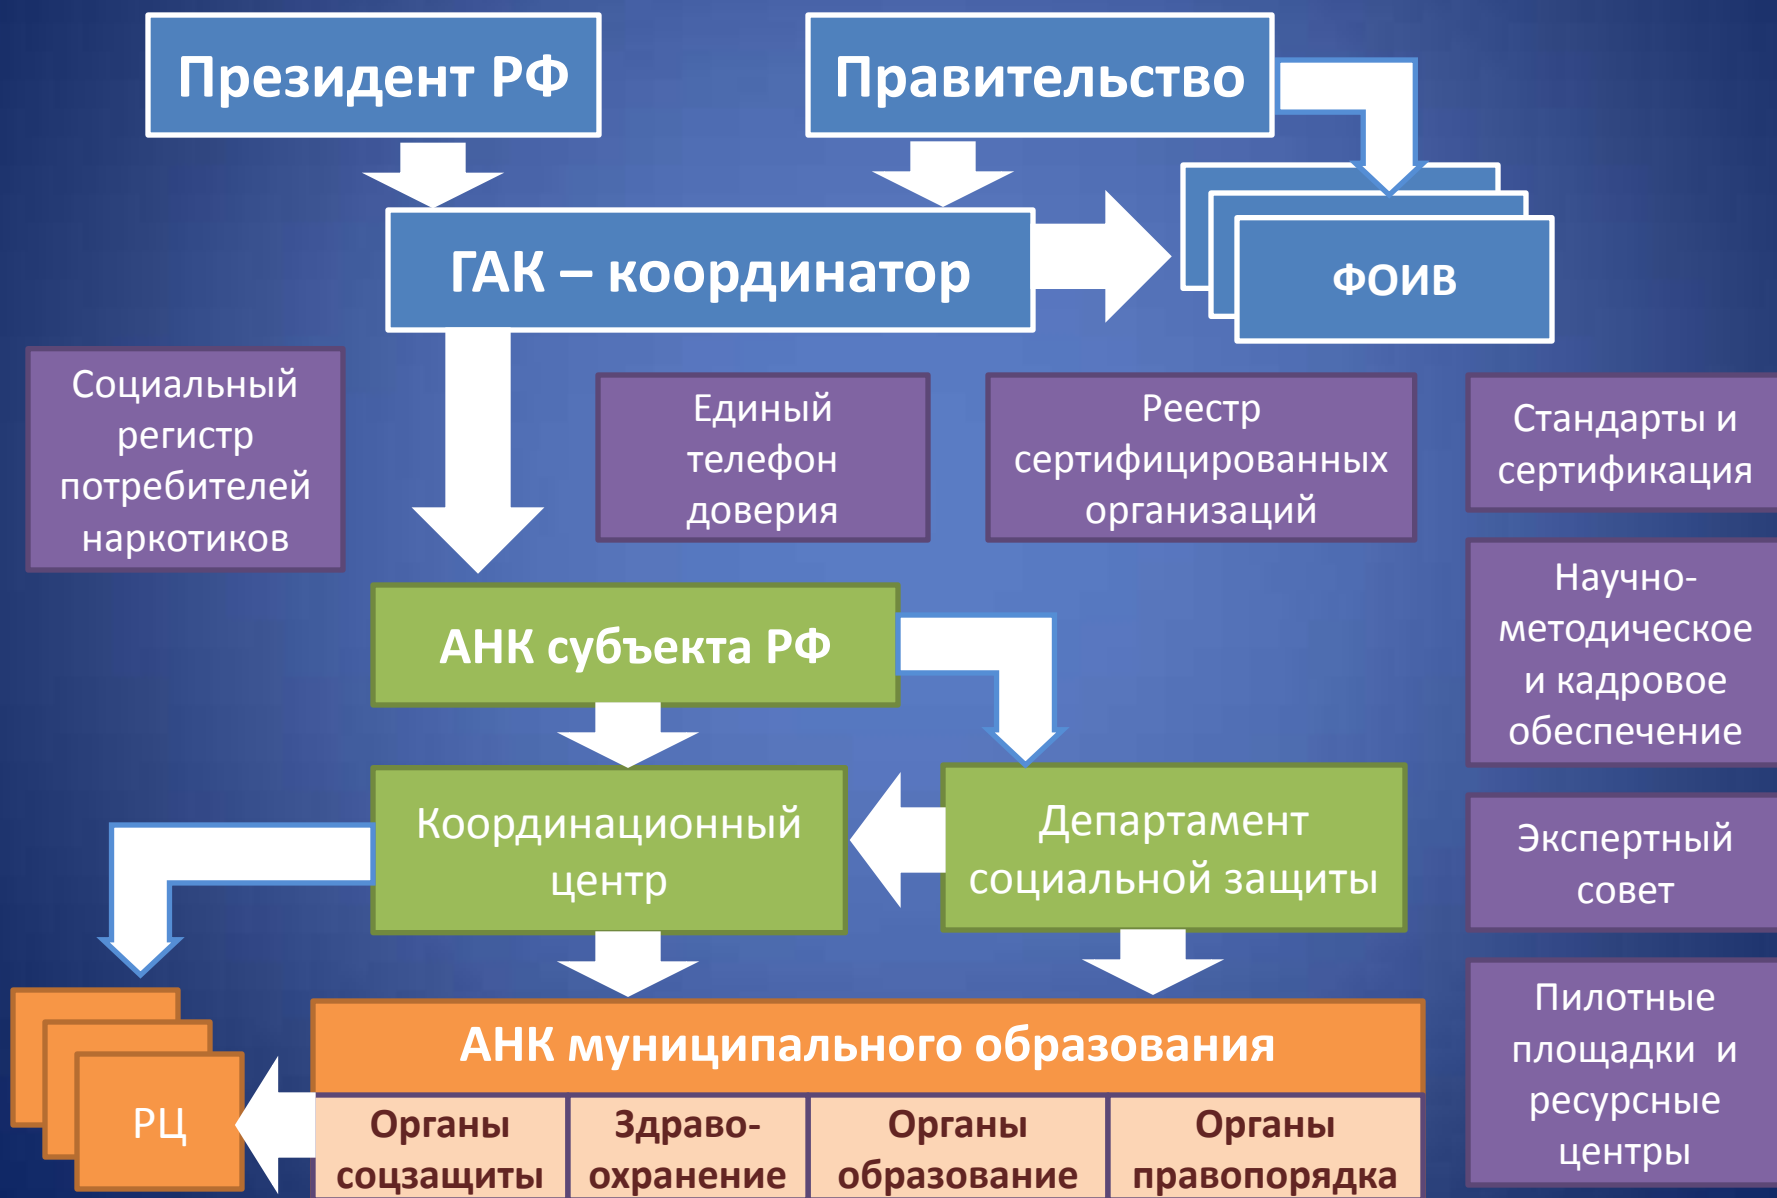 Президент РФ
Правительство
ГАК – координатор
ФОИВ
Социальный
регистр
потребителей
наркотиков
Единый
телефон
доверия
Реестр
сертифицированных
организаций
Стандарты и
сертификация
Научно-
методическое
и кадровое
обеспечение
АНК субъекта РФ
Координационный
центр
Департамент
социальной защиты
Экспертный
совет
Пилотные
площадки и
ресурсные
центры
АНК муниципального образования
РЦ
Органы
соцзащиты
Здраво-
охранение
Органы
образование
Органы
правопорядка